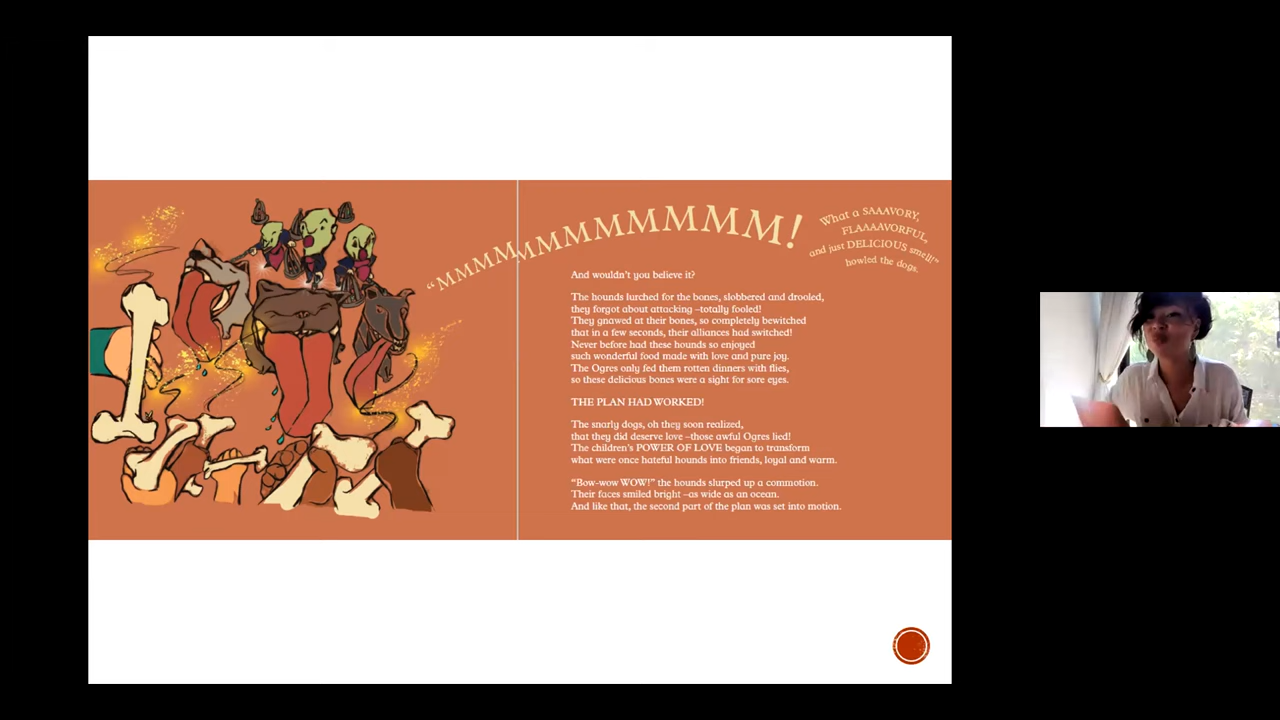 “MMMMMMMMMMMMM!
What a SAAAVORY,
FLAAAAVORFUL,
and just DELICIOUS smell!”
howled the dogs.
And wouldn't you believe it?
The hounds lurched for the bones, slobbered and drooled,
they forgot about attacking –totally fooled!
They gnawed at their bones, so completely bewitched
that in a few seconds, their alliances had switched!
Never before had these hounds so enjoyed
such wonderful food made with love and pure joy.
The Ogres only fed them rotten dinners with flies,
so these delicious bones were a sight for sore eyes.
THE PLAN HAD WORKED!
The snarly dogs, oh they soon realized,
that they did deserve love –those awful Ogres lied!
The children's POWER OF LOVE began to transform
what were once hateful hounds into friends, loyal and warm.
“Bow-wow WOW!” the hounds slurped up a commotion.
Their faces smiled bright –as wide as an ocean.
And like that, the second part of the plan was set into motion.